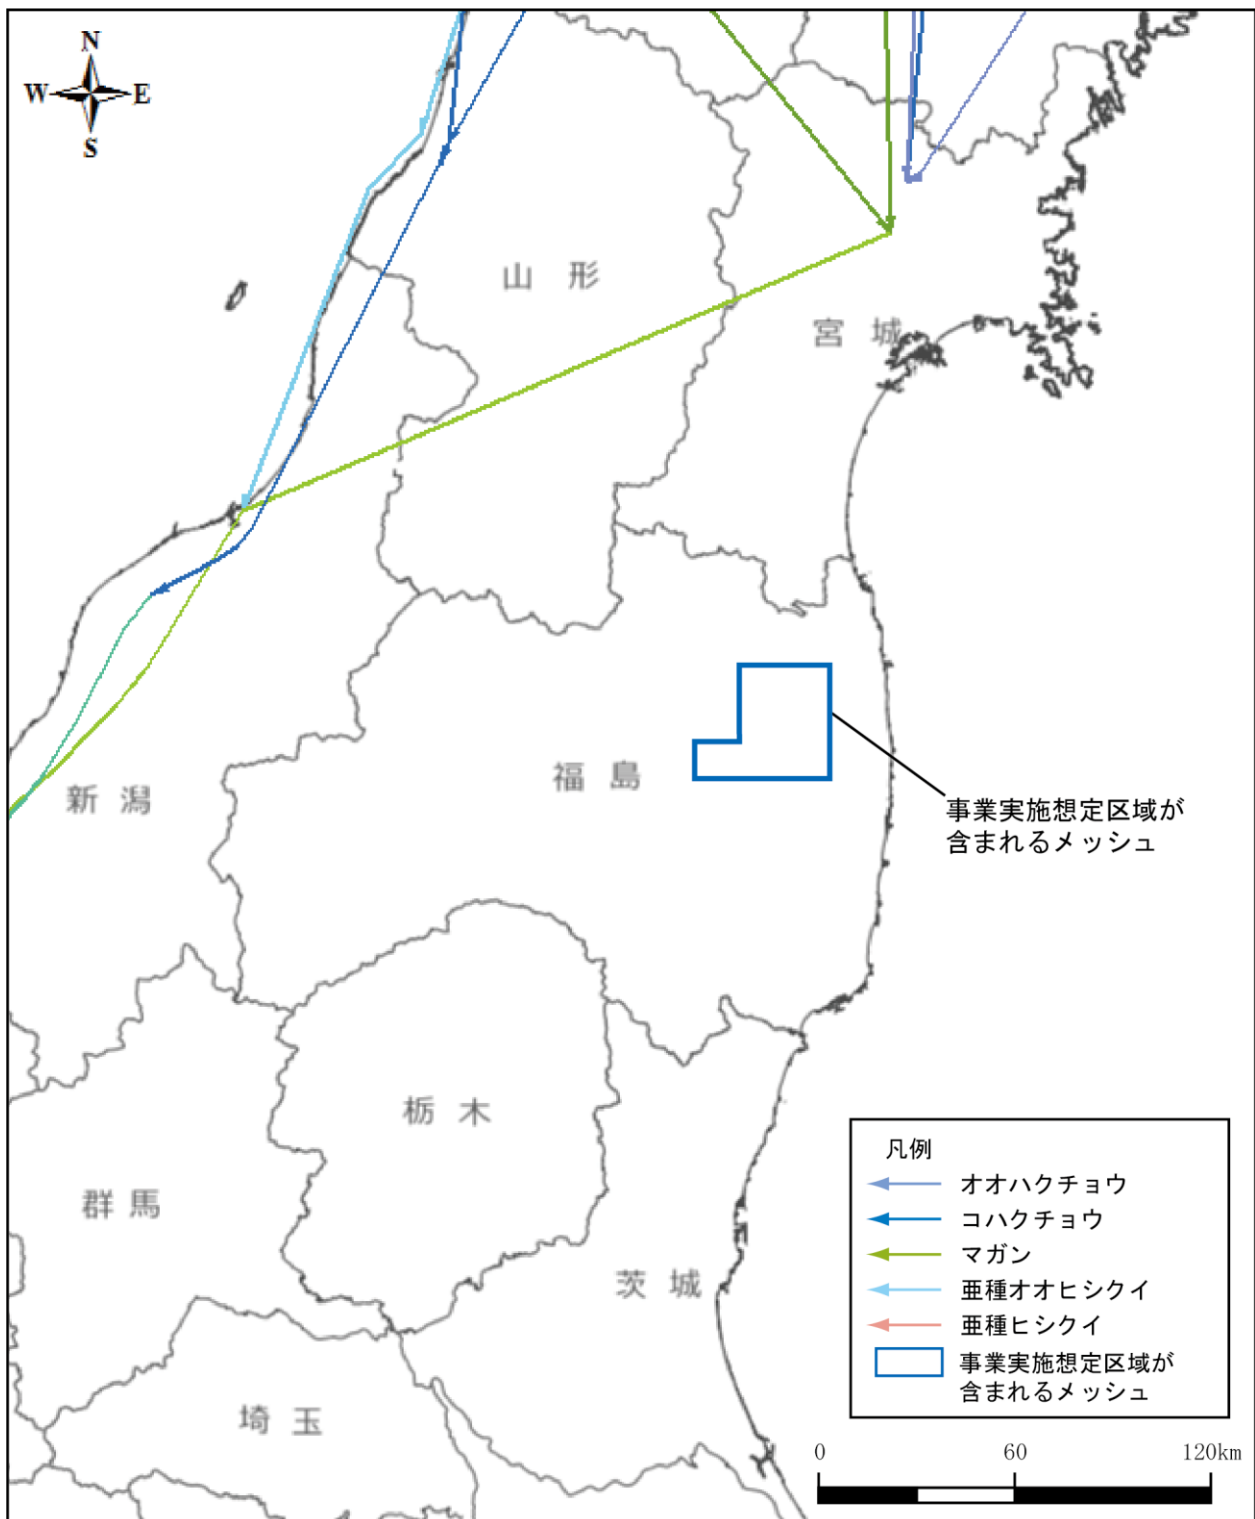 N
W E
S
山形
宮城
新潟
福島
事業実施想定区域が
含まれるメッシュ
栃木
群馬
茨城
埼玉
凡例
オオハクチョウ
コハクチョウ
マガン
亜種オオヒシクイ
亜種ヒシクイ
事業実施想定区域が
含まれるメッシュ
0 60 120km